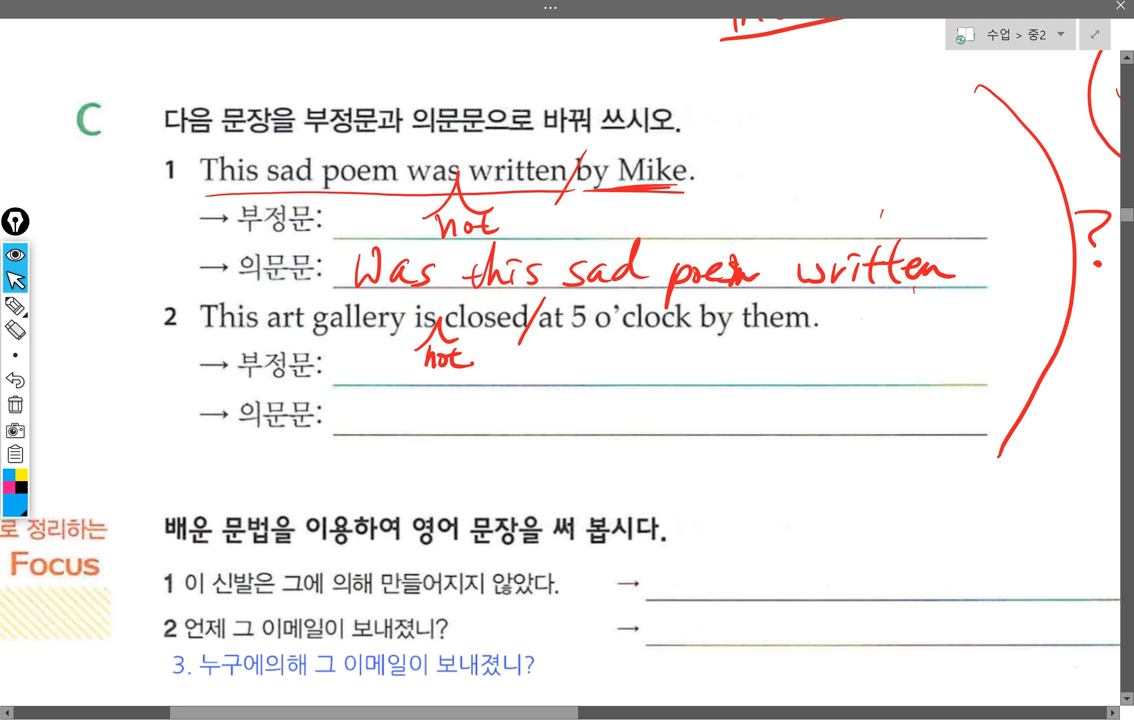 ...
수업 > 중2
C 다음 문장을 부정문과 의문문으로 바꿔 쓰시오.
1 This sad poem was written / by Mike.
→ 부정문:
not
→ 의문문: Was this sad poem written
?
2 This art gallery is closed / at 5 o'clock by them.
not
→ 부정문:
→ 의문문:
로 정리하는
Focus
배운 문법을 이용하여 영어 문장을 써 봅시다.
1 이 신발은 그에 의해 만들어지지 않았다. →
2 언제 그 이메일이 보내졌니? →
3. 누구에의해 그 이메일이 보내졌니?